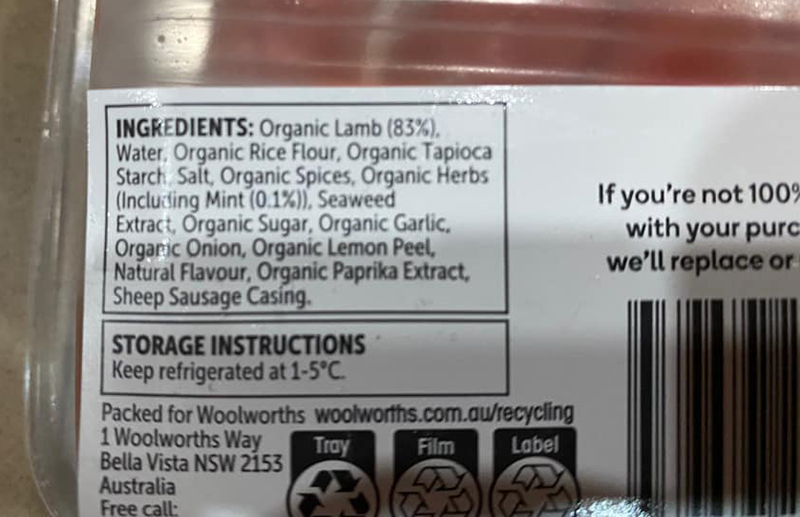 INGREDIENTS: Organic Lamb (83%),
Water, Organic Rice Flour, Organic Tapioca
Starch, Salt, Organic Spices, Organic Herbs
(Including Mint (0.1%)), Seaweed
Extract, Organic Sugar, Organic Garlic,
Organic Onion, Organic Lemon Peel,
Natural Flavour, Organic Paprika Extract,
Sheep Sausage Casing.
STORAGE INSTRUCTIONS
Keep refrigerated at 1-5°C.
Packed for Woolworths woolworths.com.au/recycling
1 Woolworths Way
Bella Vista NSW 2153
Australia
Free call:
Tray
Film
Label
If you're not 100%
with your purc
we'll replace or